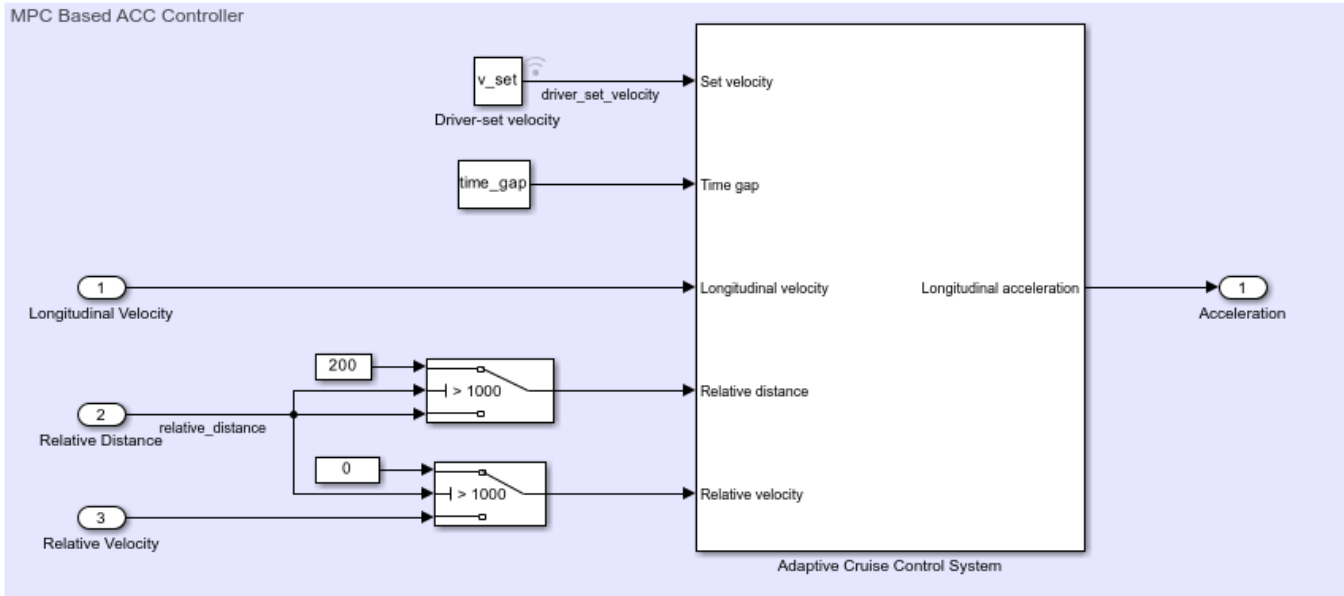 MPC Based ACC Controller
v_set
driver_set_velocity
Driver-set velocity
Set velocity
time_gap
Time gap
1
Longitudinal Velocity
Longitudinal velocity
Longitudinal acceleration
1
Acceleration
200
> 1000
Relative distance
2
relative_distance
Relative Distance
0
> 1000
Relative velocity
3
Relative Velocity
Adaptive Cruise Control System